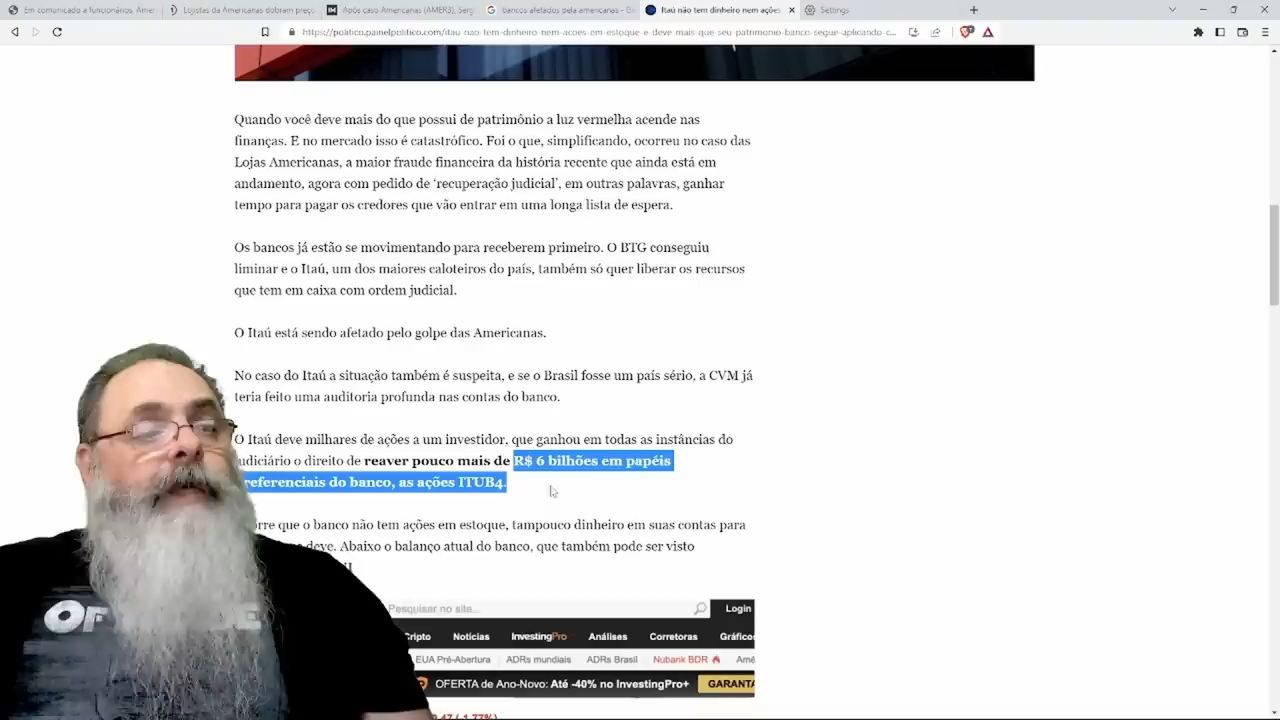 Em comunicado a funcionários, Amer
Lojistas da Americanas dobram preço
Após caso Americanas (AMER3), Serg
bancos afetados pela americanas - 
Itaú não tem dinheiro nem ações
Settings
https://politico.painelpolitico.com/itau-nao-tem-dinheiro-nem-acoes-em-estoque-e-deve-mais-que-seu-patrimonio-banco-segue-aplicando-c...
Quando você deve mais do que possui de patrimônio a luz vermelha acende nas
finanças. E no mercado isso é catastrófico. Foi o que, simplificando, ocorreu no caso das
Lojas Americanas, a maior fraude financeira da história recente que ainda está em
andamento, agora com pedido de 'recuperação judicial', em outras palavras, ganhar
tempo para pagar os credores que vão entrar em uma longa lista de espera.
Os bancos já estão se movimentando para receberem primeiro. O BTG conseguiu
liminar e o Itaú, um dos maiores caloteiros do país, também só quer liberar os recursos
que tem em caixa com ordem judicial.
O Itaú está sendo afetado pelo golpe das Americanas.
No caso do Itaú a situação também é suspeita, e se o Brasil fosse um país sério, a CVM já
teria feito uma auditoria profunda nas contas do banco.
O Itaú deve milhares de ações a um investidor, que ganhou em todas as instâncias do
udiciário o direito de reaver pouco mais de R$ 6 bilhões em papéis
referenciais do banco, as ações ITUB4.
orre que o banco não tem ações em estoque, tampouco dinheiro em suas contas para
deve. Abaixo o balanço atual do banco, que também pode ser visto
Pesquisar no site...
Login
Cripto Notícias InvestingPro Análises Corretoras Gráfico
EUA Pré-Abertura ADRs mundiais ADRs Brasil Nubank BDR Amé
OFERTA de Ano-Novo: Até -40% no InvestingPro+ GARANTA
47 (-1,77%)